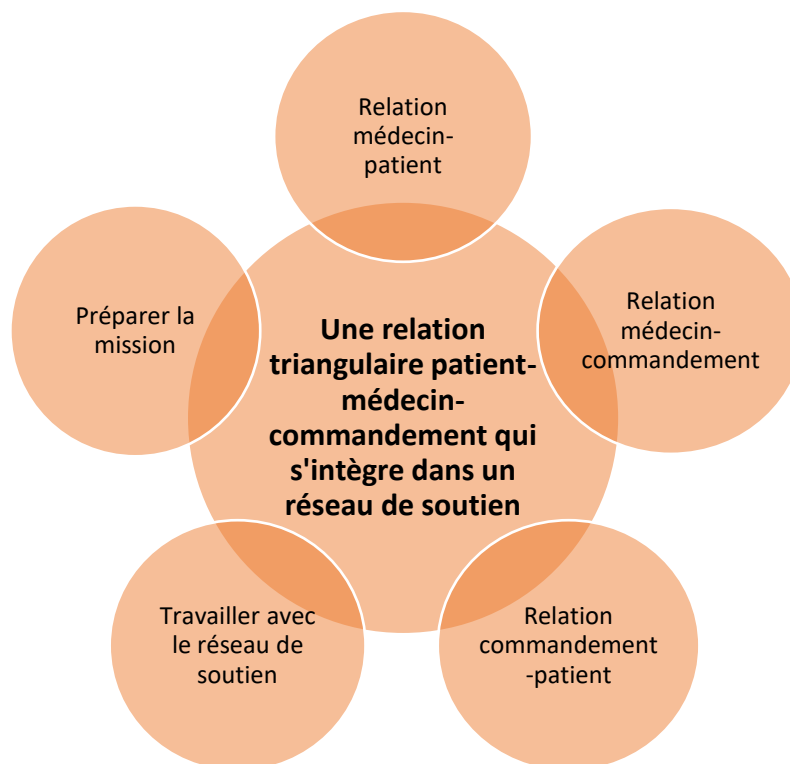 Relation
médecin-
patient
Préparer la
mission
Une relation
triangulaire patient-
médecin-
commandement qui
s'intègre dans un
réseau de soutien
Relation
médecin-
commandement
Travailler avec
le réseau de
soutien
Relation
commandement
-patient